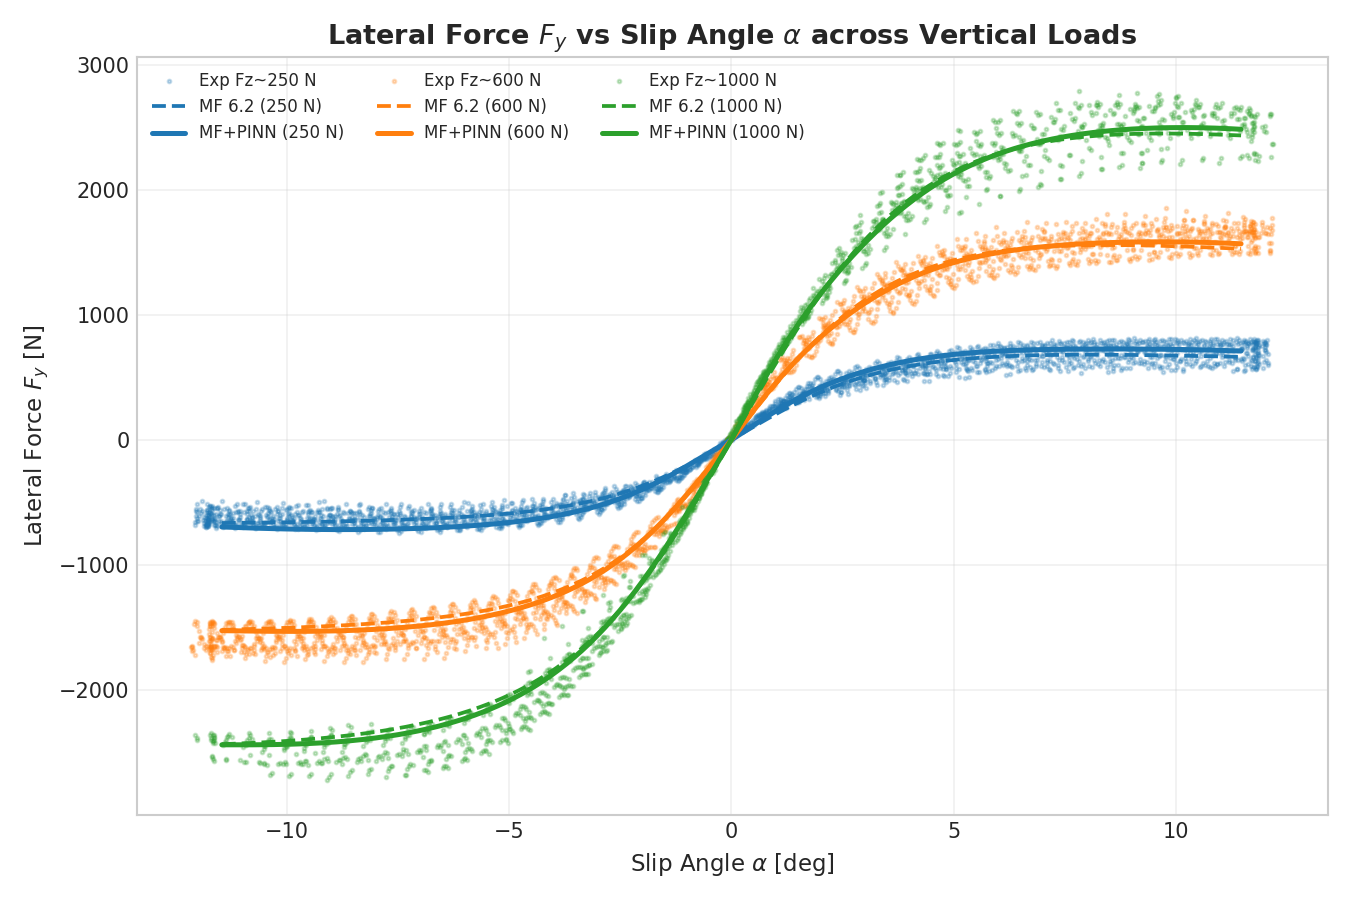 Lateral Force $F_y$ vs Slip Angle $\alpha$ across Vertical Loads
Exp Fz~250 N
MF 6.2 (250 N)
MF+PINN (250 N)
Exp Fz~600 N
MF 6.2 (600 N)
MF+PINN (600 N)
Exp Fz~1000 N
MF 6.2 (1000 N)
MF+PINN (1000 N)
Lateral Force $F_y$ [N]
3000
2000
1000
0
−1000
−2000
−10
−5
0
5
10
Slip Angle $\alpha$ [deg]